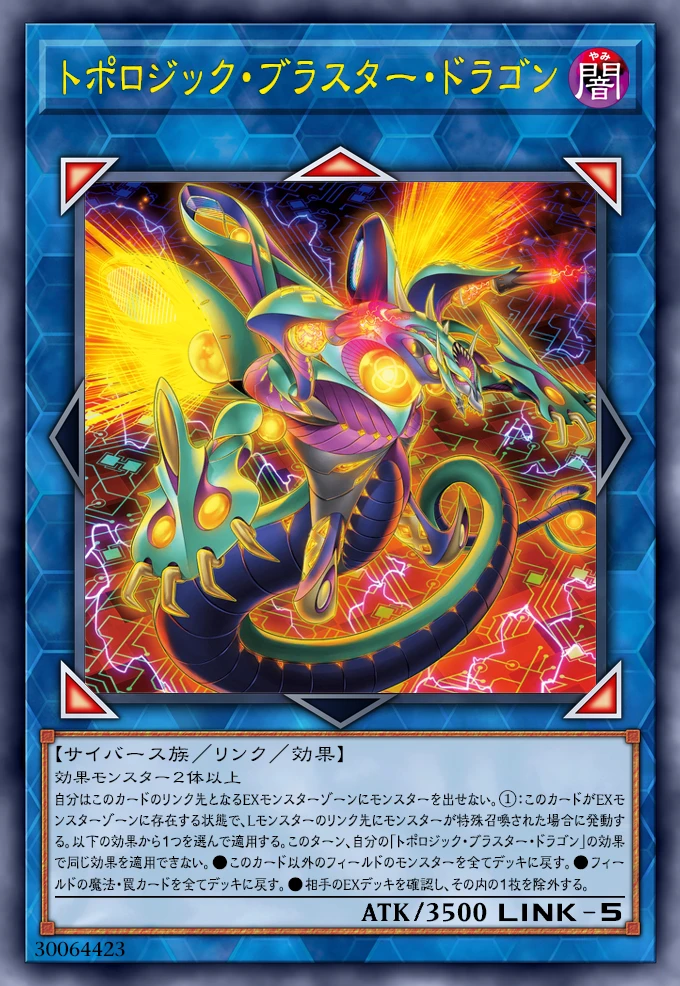 トポロジック・ブラスター・ドラゴン
やみ
闇
【サイバース族／リンク／効果】
効果モンスター２体以上
自分はこのカードのリンク先となるEXモンスターゾーンにモンスターを出せない。①：このカードがEXモ
ンスターゾーンに存在する状態で、Lモンスターのリンク先にモンスターが特殊召喚された場合に発動す
る。以下の効果から1つを選んで適用する。このターン、自分の「トポロジック・ブラスター・ドラゴン」の効果
で同じ効果を適用できない。●このカード以外のフィールドのモンスターを全てデッキに戻す。●フィー
ルドの魔法・罠カードを全てデッキに戻す。●相手のEXデッキを確認し、その内の1枚を除外する。
ATK/3500 LINK-5
30064423